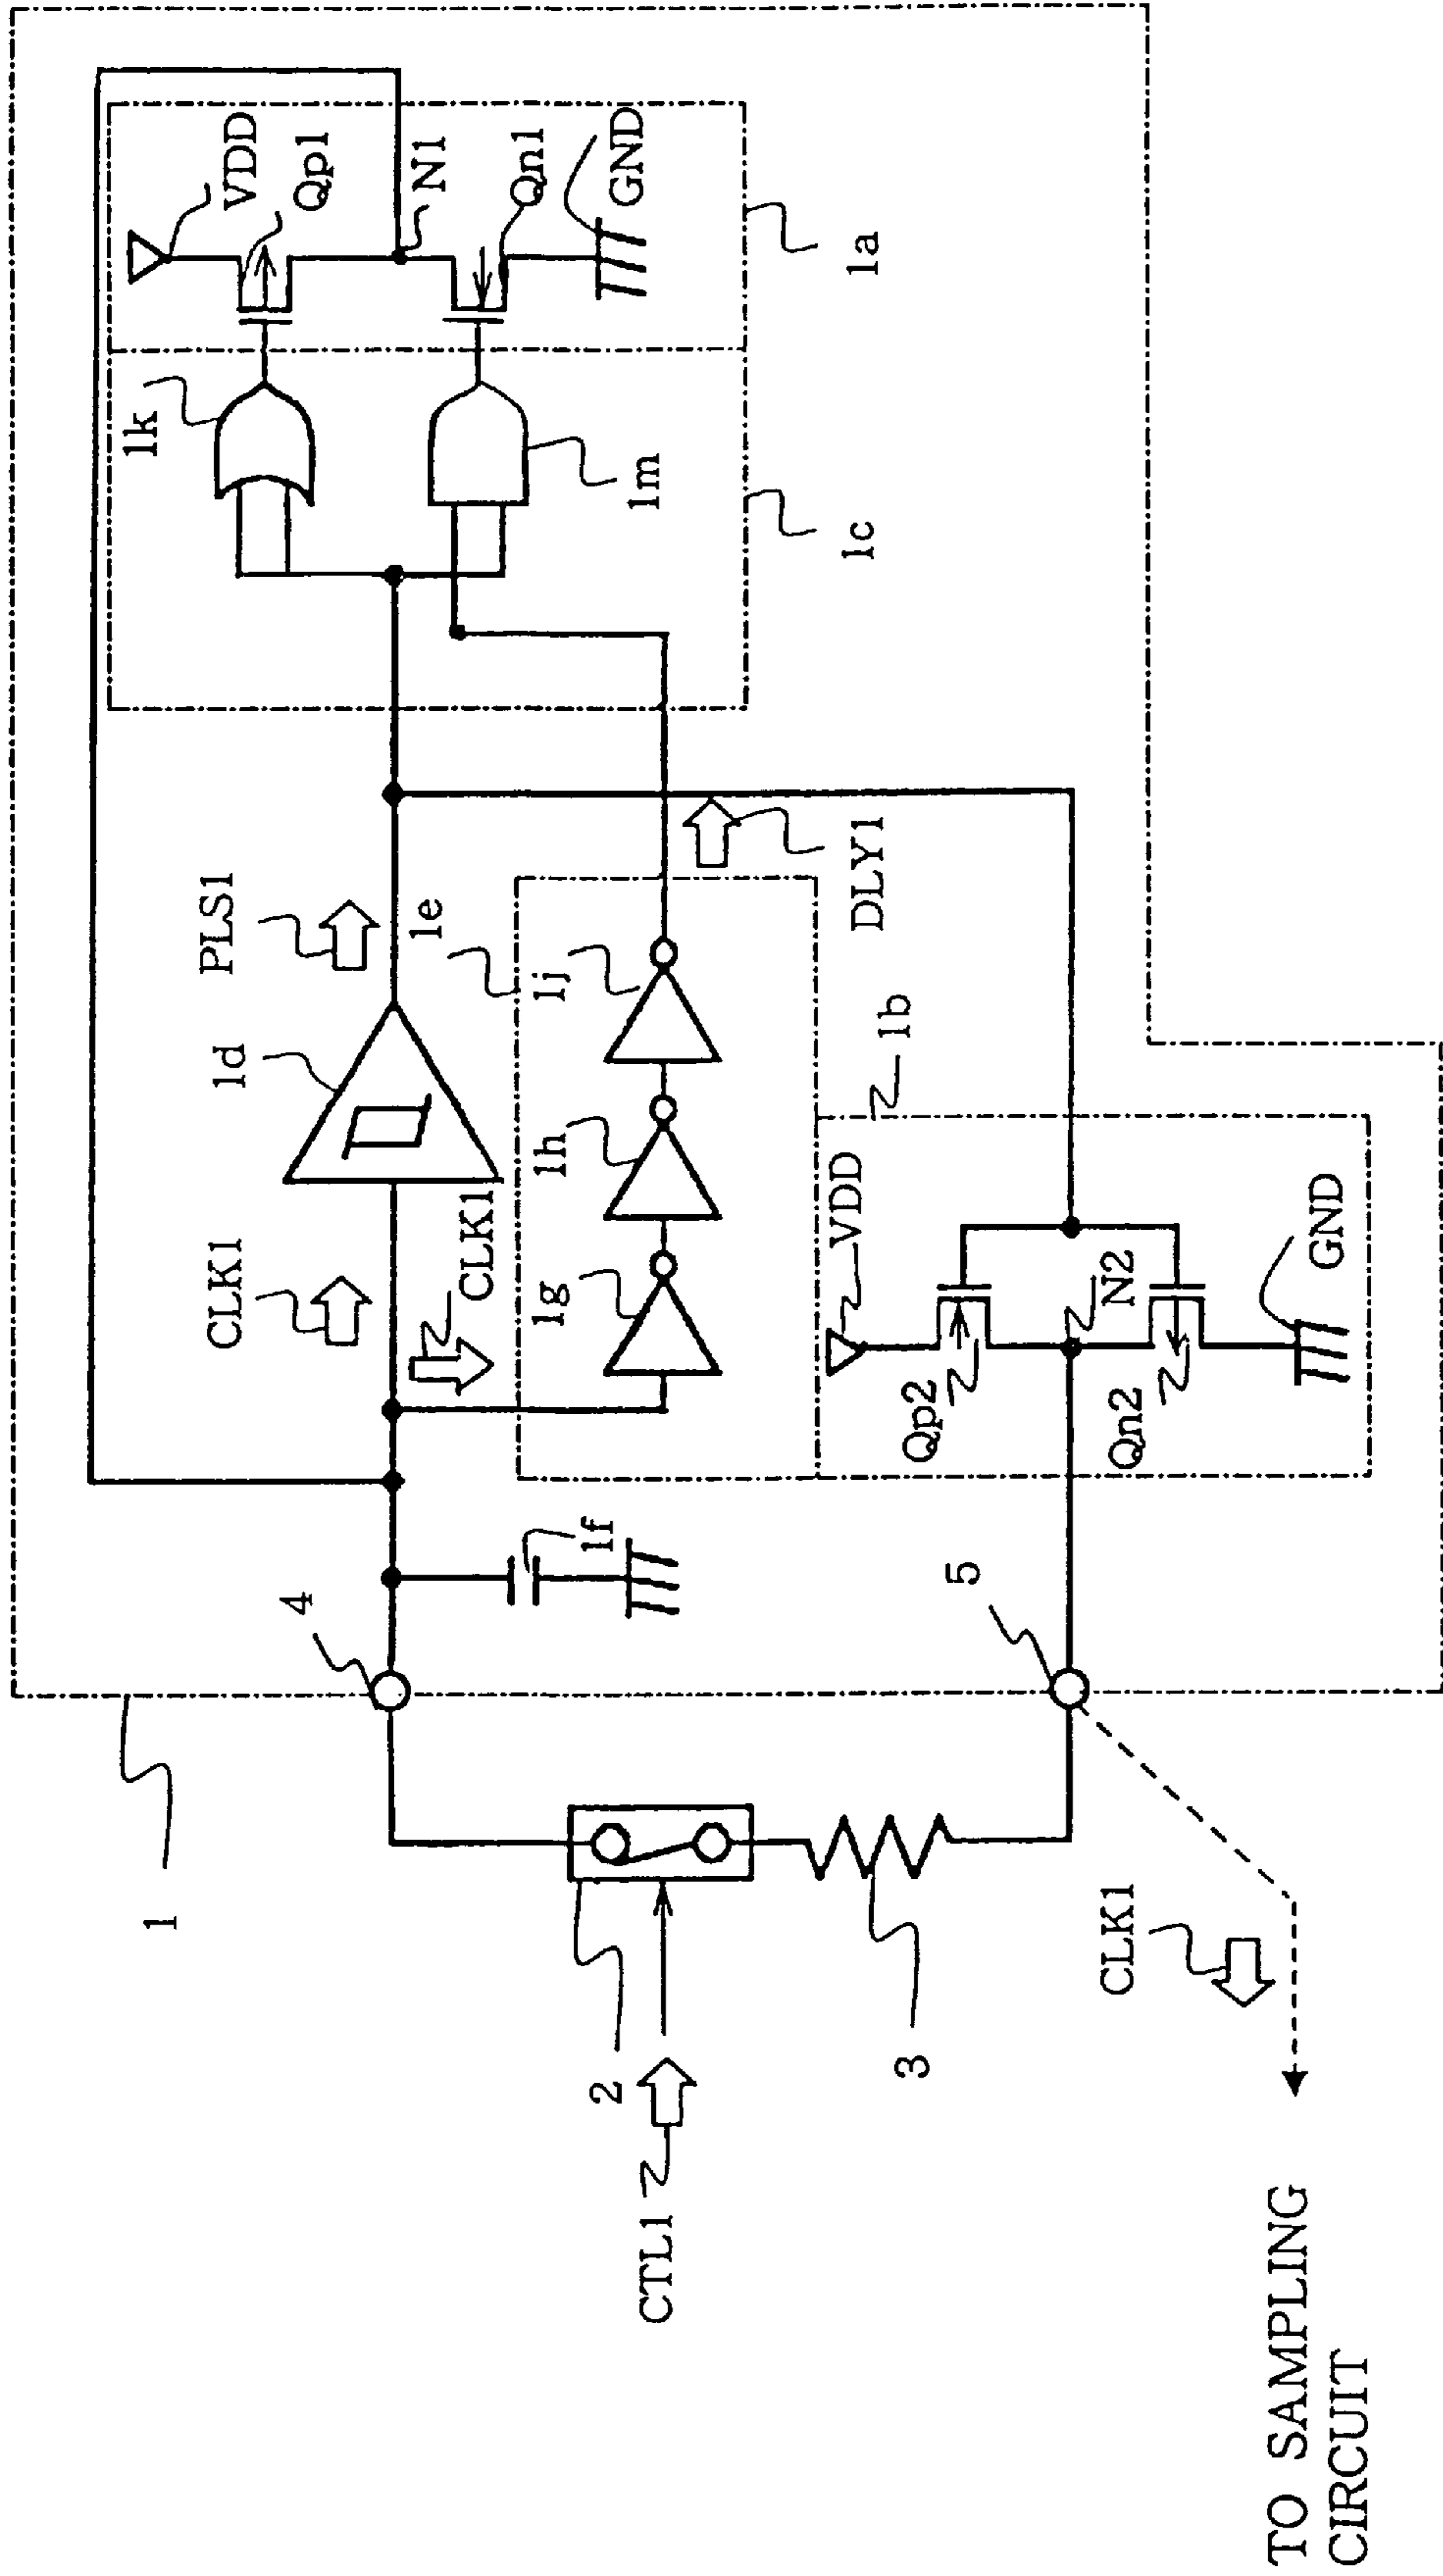 VDD
Qp1
N1
Qn1
GND
1a
1k
1m
1c
PLS1
1e
DLY1
1d
1j
1b
CLK1
CLK1
1h
1g
VDD
Qp2
N2
Qn2
GND
1f
4
5
1
2
3
CTL1
CLK1
TO SAMPLING
CIRCUIT